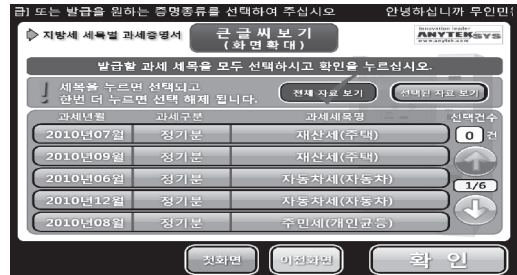 급] 또는 발급을 원하는 증명종류를 선택하여 주십시오 안녕하십니까 무인민원
지방세 세목별 과세증명서
큰글씨보기
(화면확대)
Innovation leader
ANYTEKSYS
www.anyteksys.com
발급할 과세 세목을 모두 선택하시고 확인을 누르십시오.
! 세목을 누르면 선택되고
한번 더 누르면 선택 해제 됩니다.
전체 자료 보기 선택된 자료 보기
과세년월 과세구분 과세세목명 선택건수
2010년07월 정기분 재산세(주택) 0 건
2010년09월 정기분 재산세(주택)
2010년06월 정기분 자동차세(자동차) 1/6
2010년12월 정기분 자동차세(자동차)
2010년08월 정기분 주민세(개인균등)
첫화면 이전화면 확 인